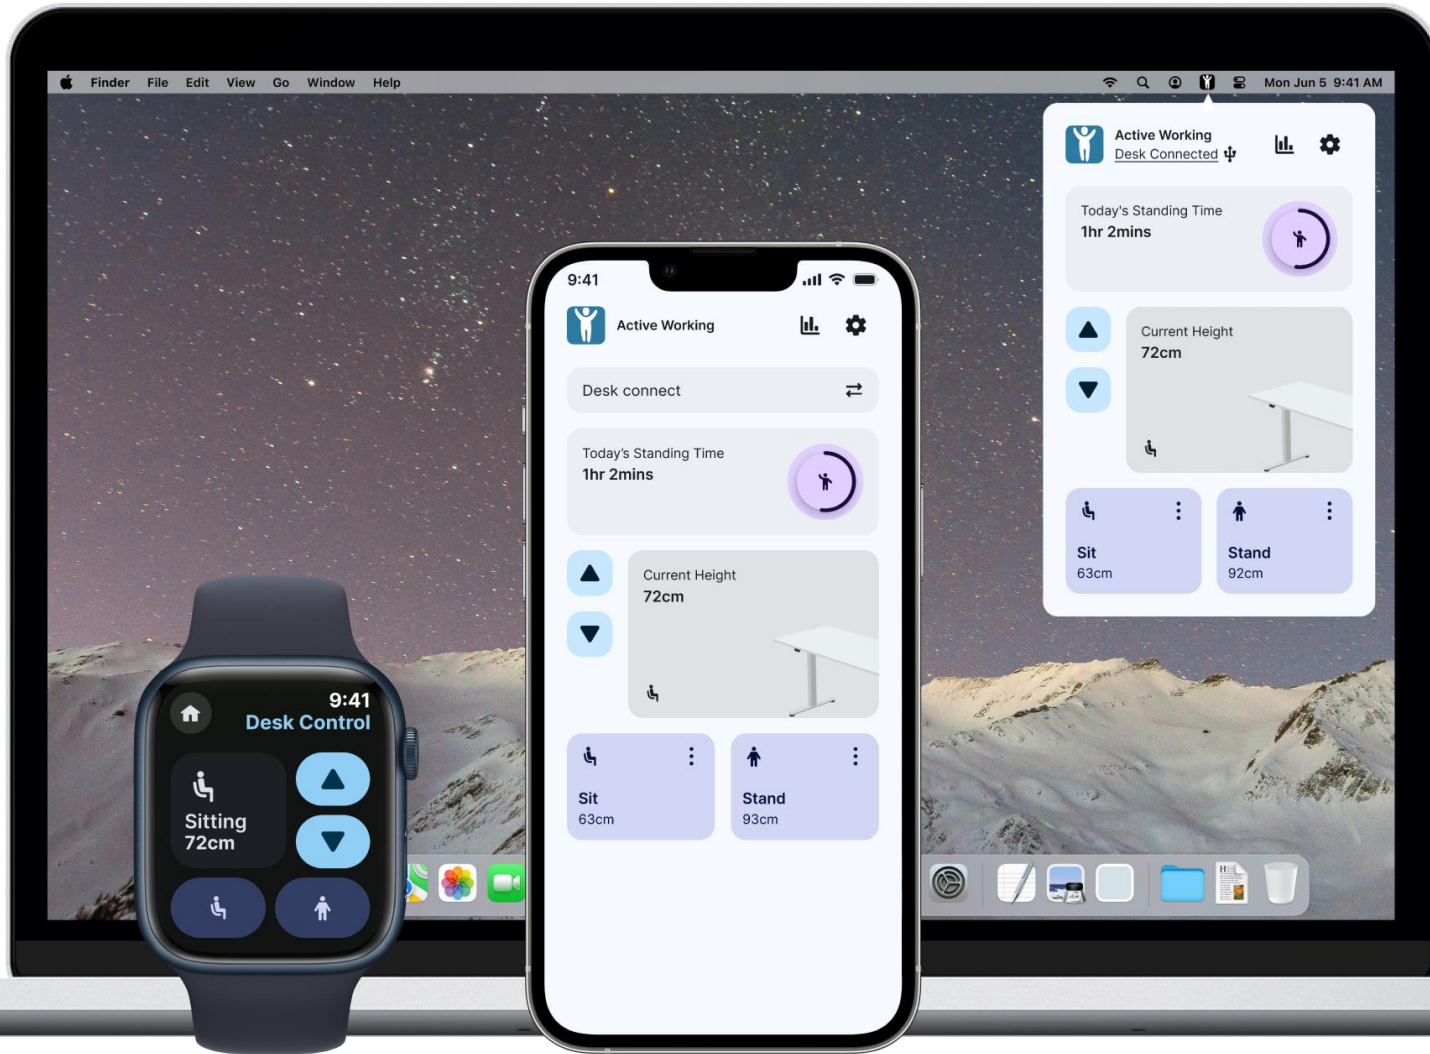 Finder File Edit View Go Window Help
Mon Jun 5 9:41 AM
Active Working
Desk Connected
Today's Standing Time
1hr 2mins
Current Height
72cm
Sit
63cm
Stand
92cm
9:41
Active Working
Desk connect
Today's Standing Time
1hr 2mins
Current Height
72cm
Sit
63cm
Stand
93cm
9:41
Desk Control
Sitting
72cm